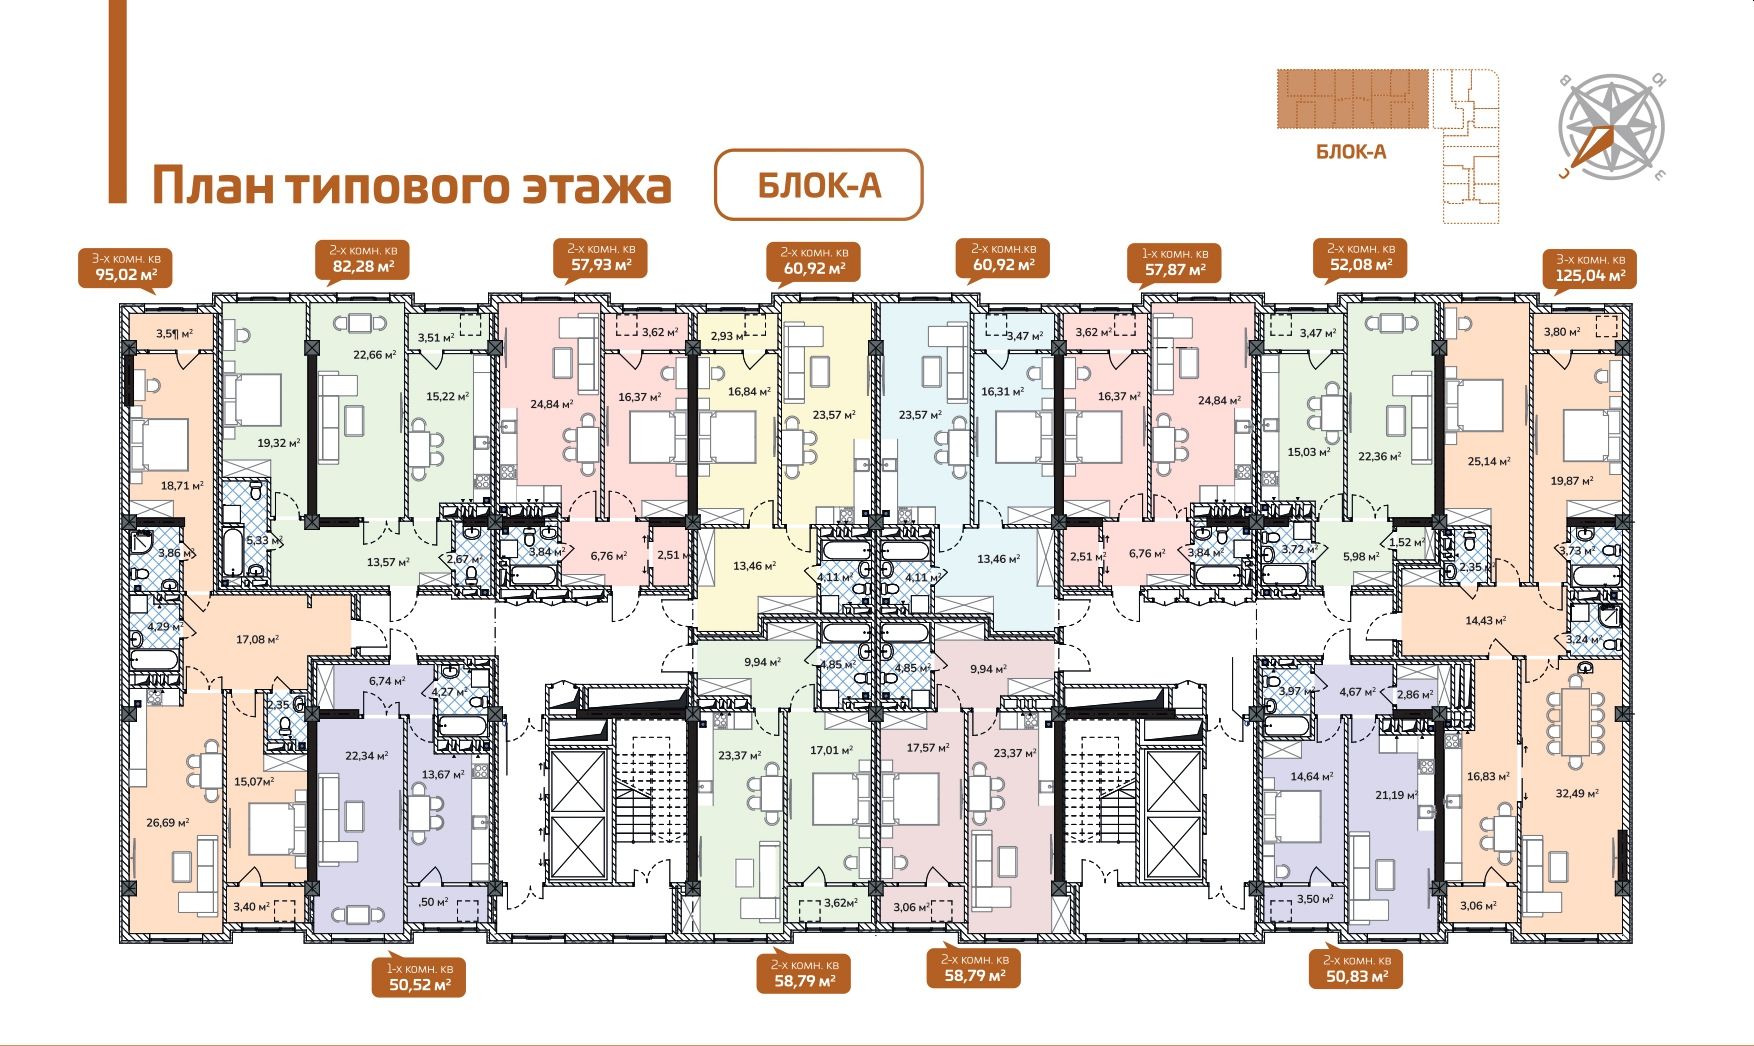 План типового этажа
БЛОК-А
БЛОК-А
В
Ю
С
З
3-х комн. кв
95,02 м²
2-х комн. кв
82,28 м²
2-х комн. кв
57,93 м²
2-х комн. кв
60,92 м²
2-х комн.кв
60,92 м²
1-х комн. кв
57,87 м²
2-х комн. кв
52,08 м²
3-х комн. кв
125,04 м²
3,5¶ м²
3,51 м²
3,62 м²
2,93 м²
3,47 м²
3,62 м²
3,47 м²
3,80 м²
22,66 м²
15,22 м²
24,84 м²
16,37 м²
16,84 м²
23,57 м²
23,57 м²
16,31 м²
16,37 м²
24,84 м²
15,03 м²
22,36 м²
25,14 м²
19,87 м²
18,71 м²
19,32 м²
5,33 м²
3,86 м²
13,57 м²
2,67 м²
3,84 м²
6,76 м²
2,51 м²
13,46 м²
4,11 м²
4,11 м²
13,46 м²
2,51 м²
6,76 м²
3,84 м²
3,72 м²
5,98 м²
1,52 м²
2,35 м²
3,73 м²
4,29 м²
17,08 м²
14,43 м²
3,24 м²
6,74 м²
4,27 м²
9,94 м²
4,85 м²
4,85 м²
9,94 м²
3,97 м²
4,67 м²
2,86 м²
2,35 м²
22,34 м²
13,67 м²
15,07м²
23,37 м²
17,01 м²
17,57 м²
23,37 м²
14,64 м²
21,19 м²
16,83 м²
32,49 м²
26,69 м²
3,40 м²
,50 м²
3,62м²
3,06 м²
3,50 м²
3,06 м²
1-х комн. кв
50,52 м²
2-х комн. кв
58,79 м²
2-х комн. кв
58,79 м²
2-х комн. кв
50,83 м²